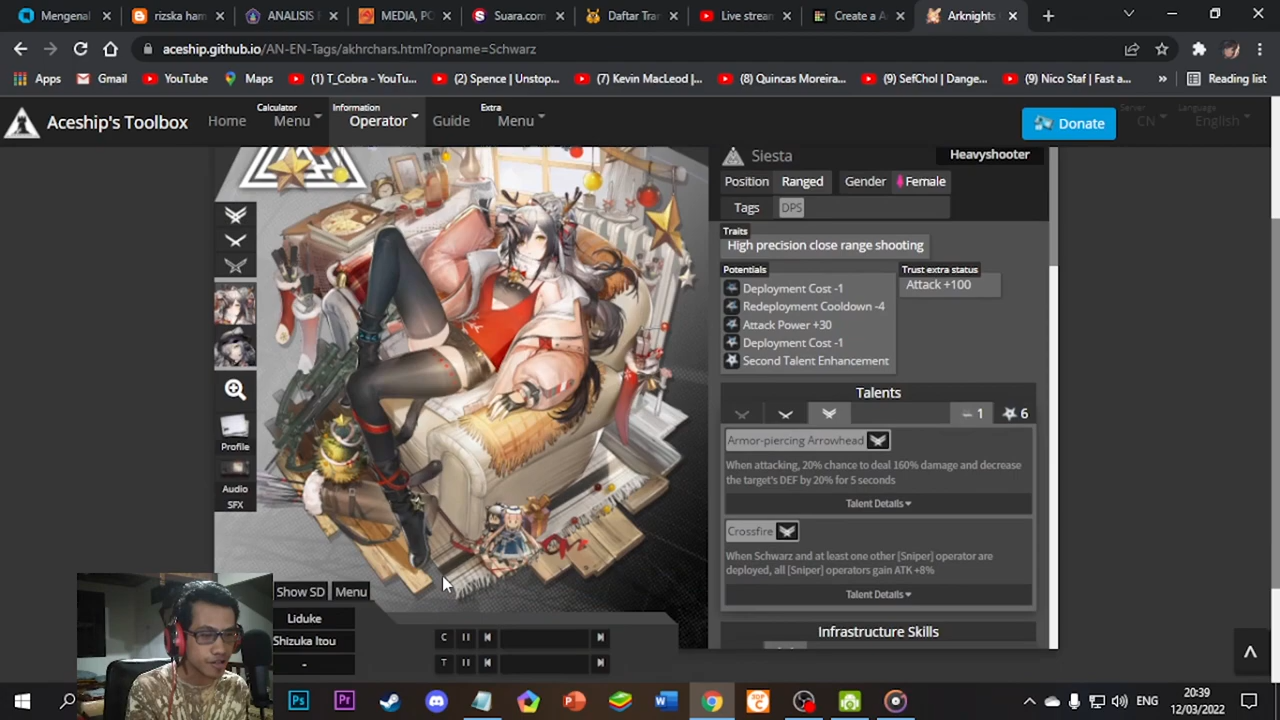 Mengenal
rizska ham
ANALISIS F
MEDIA, PO
Suara.com
Daftar Tran
Live stream
Create a A
Arknights
aceship.github.io/AN-EN-Tags/akhrchars.html?opname=Schwarz
Apps
Gmail
YouTube
Maps
(1) T_Cobra - YouTu...
(2) Spence | Unstop...
(7) Kevin MacLeod |...
(8) Quincas Moreira...
(9) SefChol | Dange...
(9) Nico Staf | Fast a...
»
Reading list
Aceship's Toolbox
Home
Calculator
Menu
Information
Operator
Guide
Extra
Menu
Donate
Server
CN
Language
English
Siesta
Heavyshooter
Position Ranged Gender Female
Tags DPS
Traits
High precision close range shooting
Potentials
Deployment Cost -1
Redeployment Cooldown -4
Attack Power +30
Deployment Cost -1
Second Talent Enhancement
Trust extra status
Attack +100
Talents
1 6
Armor-piercing Arrowhead
When attacking, 20% chance to deal 160% damage and decrease
the target's DEF by 20% for 5 seconds
Talent Details
Crossfire
When Schwarz and at least one other [Sniper] operator are
deployed, all [Sniper] operators gain ATK +8%
Talent Details
Infrastructure Skills
Profile
Audio
SFX
Show SD
Menu
Liduke
Shizuka Itou
-
C
T
ENG
20:39
12/03/2022